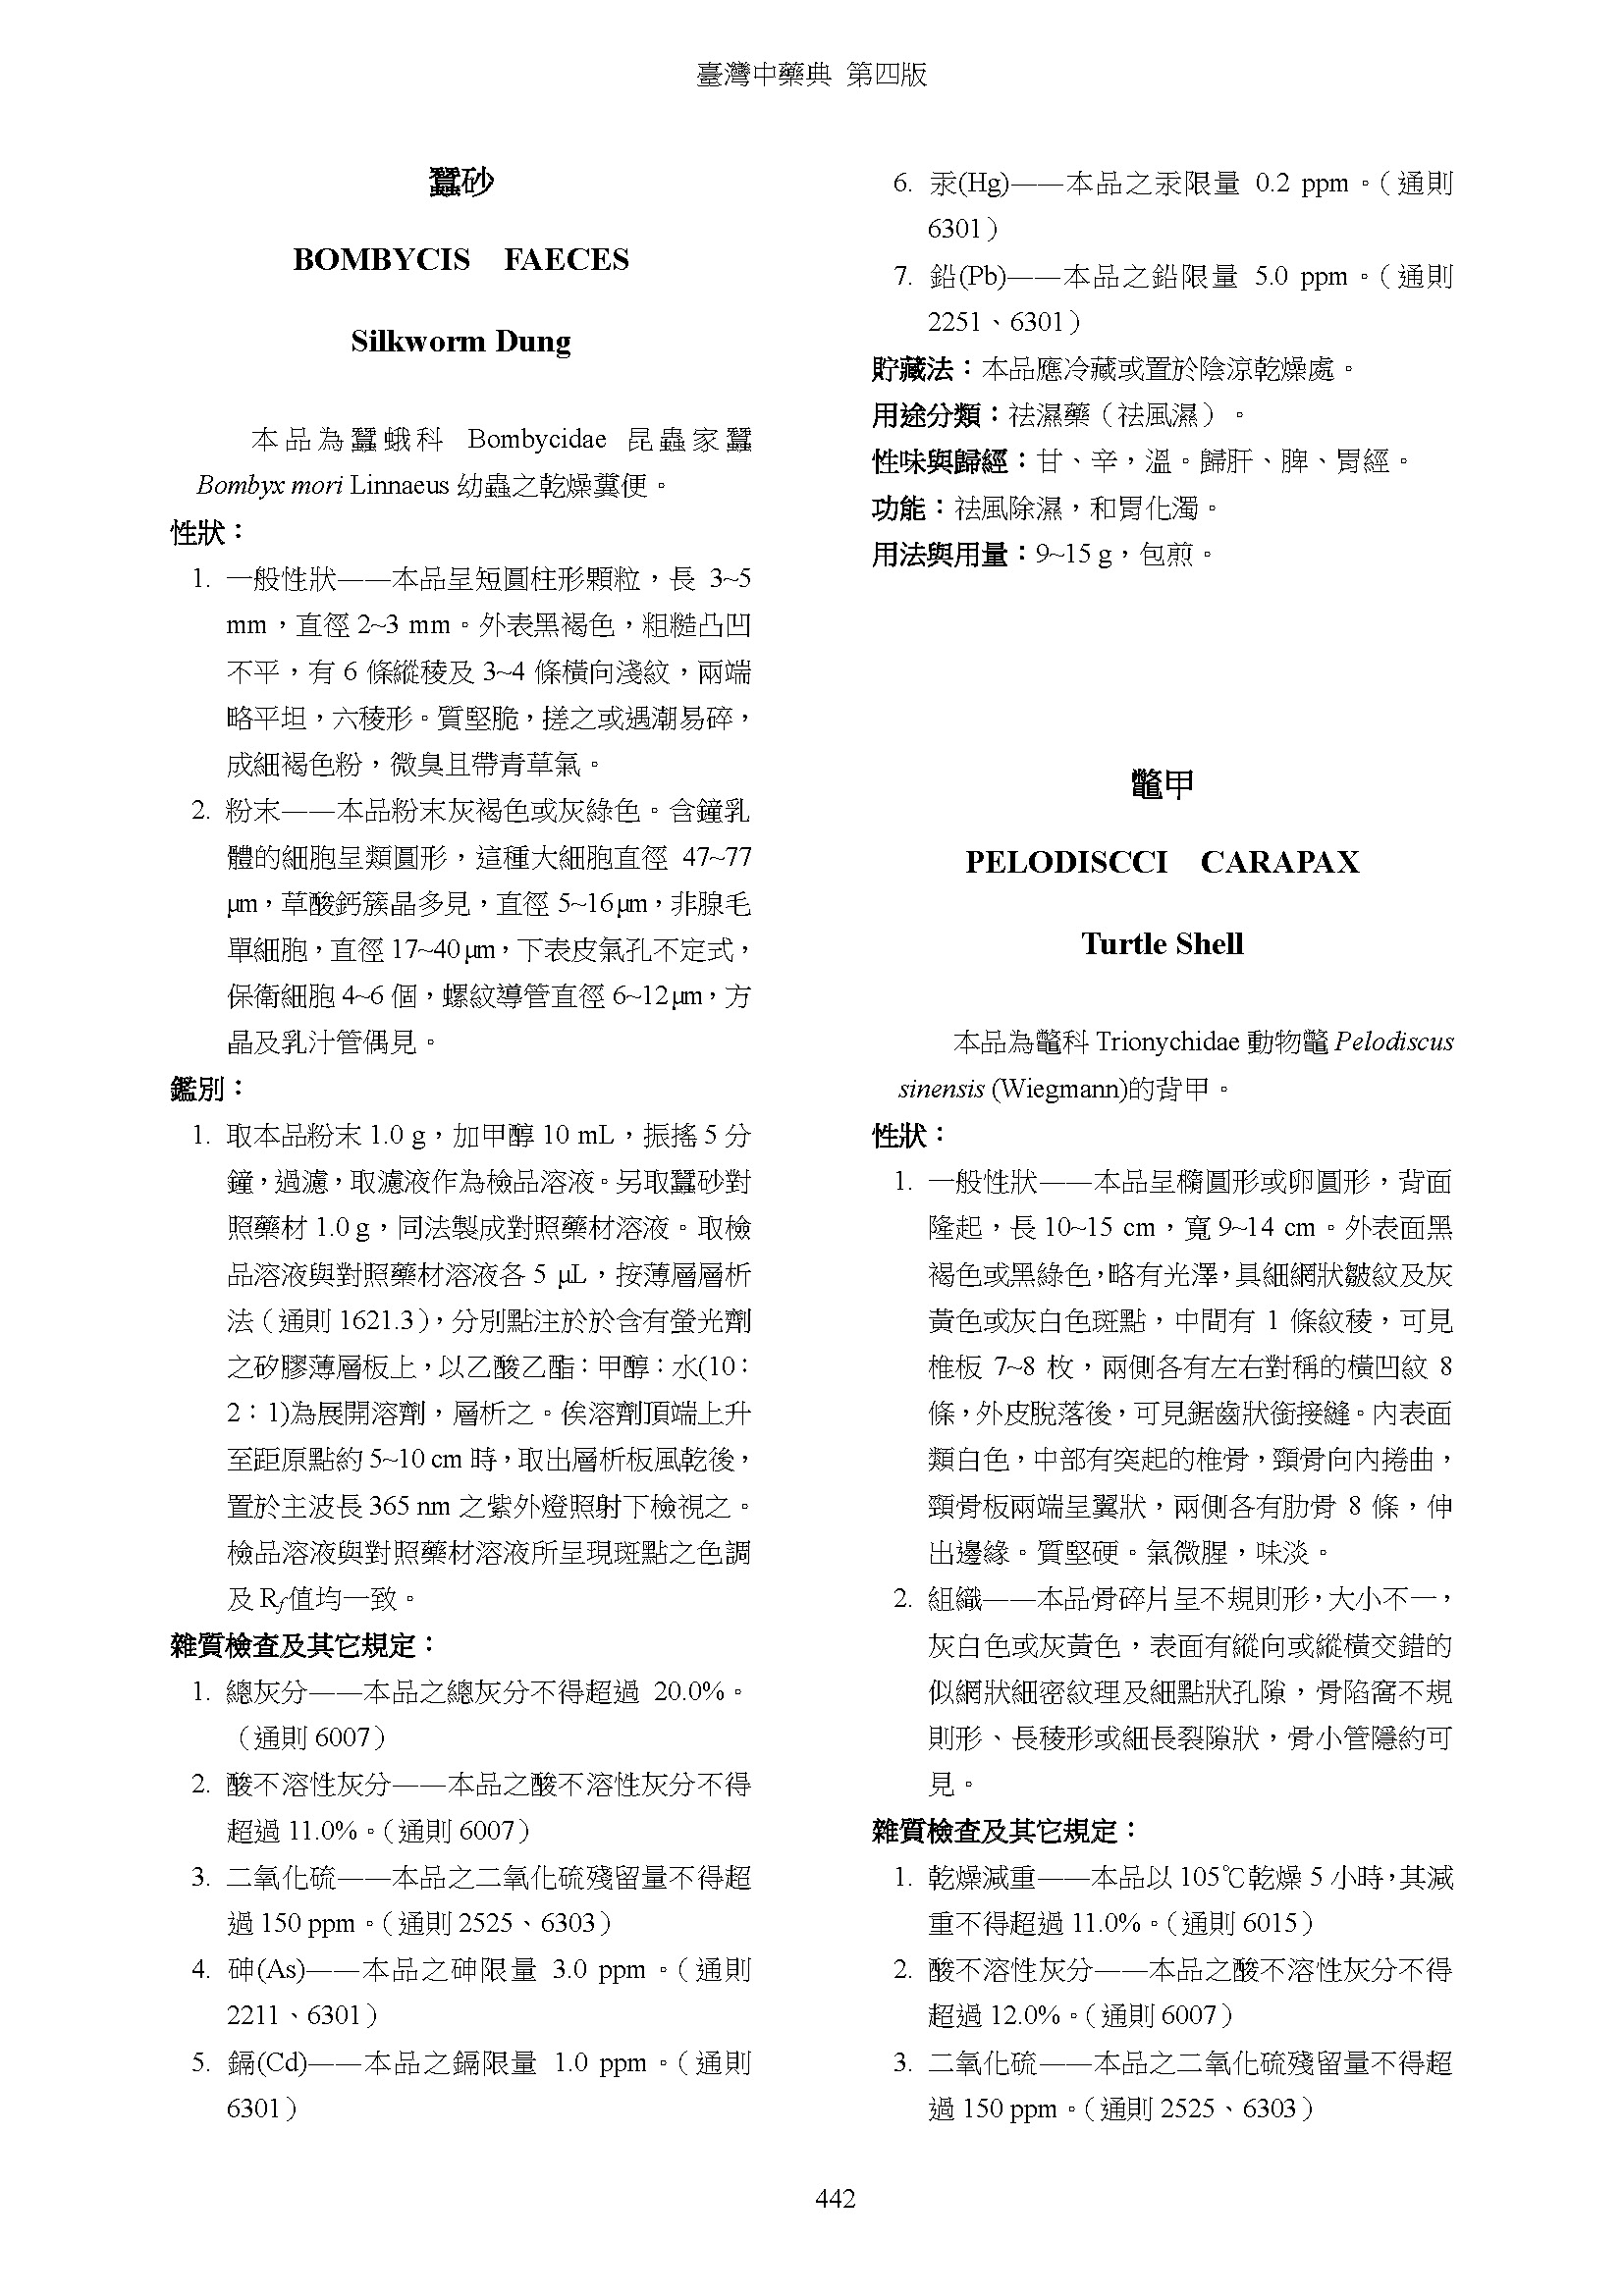 臺灣中藥典 第四版
蠶砂
BOMBYCIS FAECES
Silkworm Dung
本品為蠶蛾科 Bombycidae 昆蟲家蠶
Bombyx mori Linnaeus 幼蟲之乾燥糞便。
性狀：
1. 一般性狀——本品呈短圓柱形顆粒，長 3~5
mm，直徑 2~3 mm。外表黑褐色，粗糙凸凹
不平，有 6 條縱稜及 3~4 條橫向淺紋，兩端
略平坦，六稜形。質堅脆，搓之或遇潮易碎，
成細褐色粉，微臭且帶青草氣。
2. 粉末——本品粉末灰褐色或灰綠色。含鐘乳
體的細胞呈類圓形，這種大細胞直徑 47~77
μm，草酸鈣簇晶多見，直徑 5~16 μm，非腺毛
單細胞，直徑 17~40 μm，下表皮氣孔不定式，
保衛細胞 4~6 個，螺紋導管直徑 6~12 μm，方
晶及乳汁管偶見。
鑑別：
1. 取本品粉末 1.0 g，加甲醇 10 mL，振搖 5 分
鐘，過濾，取濾液作為檢品溶液。另取蠶砂對
照藥材 1.0 g，同法製成對照藥材溶液。取檢
品溶液與對照藥材溶液各 5 μL，按薄層層析
法（通則 1621.3），分別點注於於含有螢光劑
之矽膠薄層板上，以乙酸乙酯：甲醇：水(10：
2：1)為展開溶劑，層析之。俟溶劑頂端上升
至距原點約 5~10 cm 時，取出層析板風乾後，
置於主波長 365 nm 之紫外燈照射下檢視之。
檢品溶液與對照藥材溶液所呈現斑點之色調
及 Rf值均一致。
雜質檢查及其它規定：
1. 總灰分——本品之總灰分不得超過 20.0%。
（通則 6007）
2. 酸不溶性灰分——本品之酸不溶性灰分不得
超過 11.0%。（通則 6007）
3. 二氧化硫——本品之二氧化硫殘留量不得超
過 150 ppm。（通則 2525、6303）
4. 砷(As)——本品之砷限量 3.0 ppm。（通則
2211、6301）
5. 鎘(Cd)——本品之鎘限量 1.0 ppm。（通則
6301）
6. 汞(Hg)——本品之汞限量 0.2 ppm。（通則
6301）
7. 鉛(Pb)——本品之鉛限量 5.0 ppm。（通則
2251、6301）
貯藏法：本品應冷藏或置於陰涼乾燥處。
用途分類：祛濕藥（祛風濕）。
性味與歸經：甘、辛，溫。歸肝、脾、胃經。
功能：祛風除濕，和胃化濁。
用法與用量：9~15 g，包煎。
鼈甲
PELODISCCI CARAPAX
Turtle Shell
本品為鼈科 Trionychidae 動物鼈 Pelodiscus
sinensis (Wiegmann)的背甲。
性狀：
1. 一般性狀——本品呈橢圓形或卵圓形，背面
隆起，長 10~15 cm，寬 9~14 cm。外表面黑
褐色或黑綠色，略有光澤，具細網狀皺紋及灰
黃色或灰白色斑點，中間有 1 條紋稜，可見
椎板 7~8 枚，兩側各有左右對稱的橫凹紋 8
條，外皮脫落後，可見鋸齒狀銜接縫。內表面
類白色，中部有突起的椎骨，頸骨向內捲曲，
頸骨板兩端呈翼狀，兩側各有肋骨 8 條，伸
出邊緣。質堅硬。氣微腥，味淡。
2. 組織——本品骨碎片呈不規則形，大小不一，
灰白色或灰黃色，表面有縱向或縱橫交錯的
似網狀細密紋理及細點狀孔隙，骨陷窩不規
則形、長稜形或細長裂隙狀，骨小管隱約可
見。
雜質檢查及其它規定：
1. 乾燥減重——本品以 105℃乾燥 5 小時，其減
重不得超過 11.0%。（通則 6015）
2. 酸不溶性灰分——本品之酸不溶性灰分不得
超過 12.0%。（通則 6007）
3. 二氧化硫——本品之二氧化硫殘留量不得超
過 150 ppm。（通則 2525、6303）
442